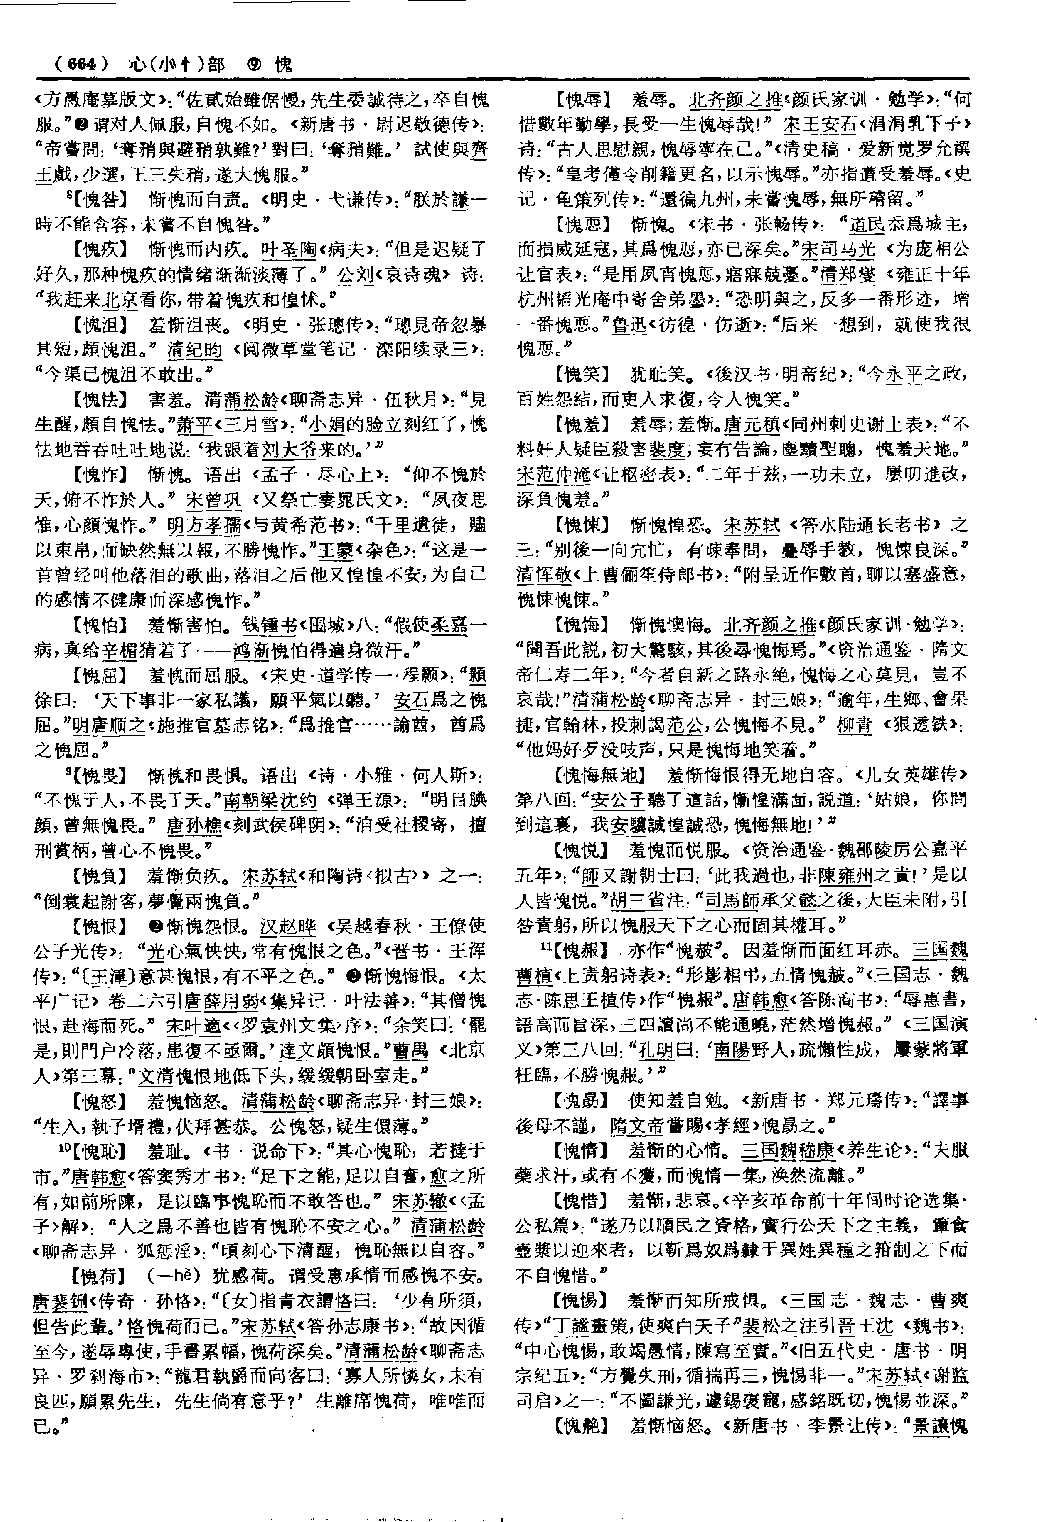 （664） 心(小忄)部 ⑨ 愧
《方愚庵墓版文》：“佐貳始雖倨慢，先生委誠待之，卒自愧
服。”❷谓对人佩服，自愧不如。《新唐书·尉迟敬德传》：
“帝嘗問：‘奪矟與避矟孰難？’對曰：‘奪矟難。’試使與齊
王戲，少選，王三失矟，遂大愧服。”
⁸【愧咎】 惭愧而自责。《明史·弋谦传》：“朕於謙一
時不能含容，未嘗不自愧咎。”
【愧疚】 惭愧而内疚。叶圣陶《病夫》：“但是迟疑了
好久，那种愧疚的情绪渐渐淡薄了。”公刘《哀诗魂》诗：
“我赶来北京看你，带着愧疚和惶怵。”
【愧沮】 羞惭沮丧。《明史·张璁传》：“璁見帝忽暴
其短，頗愧沮。”清纪昀《阅微草堂笔记·滦阳续录三》：
“今渠已愧沮不敢出。”
【愧怯】 害羞。清蒲松龄《聊斋志异·伍秋月》：“見
生醒，頗自愧怯。”萧平《三月雪》：“小娟的脸立刻红了，愧
怯地吞吞吐吐地说：‘我跟着刘大爷来的。’”
【愧怍】 惭愧。语出《孟子·尽心上》：“仰不愧於
天，俯不怍於人。”宋曾巩《又祭亡妻晁氏文》：“夙夜思
惟，心顔愧怍。”明方孝孺《与黄希范书》：“千里遣徒，贐
以束帛，而缺然無以報，不勝愧怍。”王蒙《杂色》：“这是一
首曾经叫他落泪的歌曲，落泪之后他又惶惶不安，为自己
的感情不健康而深感愧怍。”
【愧怕】 羞惭害怕。钱锺书《围城》八：“假使柔嘉一
病，真给辛楣猜着了——鸿渐愧怕得遍身微汗。”
【愧屈】 羞愧而屈服。《宋史·道学传一·程颢》：“顥
徐曰：‘天下事非一家私議，願平氣以聽。’安石爲之愧
屈。”明唐顺之《施推官墓志铭》：“爲推官……諭酋，酋爲
之愧屈。”
⁹【愧畏】 惭愧和畏惧。语出《诗·小雅·何人斯》：
“不愧于人，不畏于天。”南朝梁沈约《弹王源》：“明目腆
顔，曾無愧畏。”唐孙樵《刻武侯碑阴》：“洎受社稷寄，擅
刑賞柄，曾心不愧畏。”
【愧負】 羞惭负疚。宋苏轼《和陶诗〈拟古〉》之一：
“倒裳起謝客，夢覺兩愧負。”
【愧恨】 ❶惭愧怨恨。汉赵晔《吴越春秋·王僚使
公子光传》：“光心氣怏怏，常有愧恨之色。”《晋书·王浑
传》：“〔王渾〕意甚愧恨，有不平之色。”❷惭愧悔恨。《太
平广记》卷二六引唐薛用弱《集异记·叶法善》：“其僧愧
恨，赴海而死。”宋叶適《〈罗袁州文集〉序》：“余笑曰：‘罷
是，則門户冷落，患復不亟爾。’達文頗愧恨。”曹禺《北京
人》第三幕：“文清愧恨地低下头，缓缓朝卧室走。”
【愧怒】 羞愧恼怒。清蒲松龄《聊斋志异·封三娘》：
“生入，執子壻禮，伏拜甚恭。公愧怒，疑生儇薄。”
¹⁰【愧恥】 羞耻。《书·说命下》：“其心愧恥，若撻于
市。”唐韩愈《答窦秀才书》：“足下之能，足以自奮，愈之所
有，如前所陳，是以臨事愧恥而不敢答也。”宋苏辙《〈孟
子〉解》：“人之爲不善也皆有愧恥不安之心。”清蒲松龄
《聊斋志异·狐惩淫》：“頃刻心下清醒，愧恥無以自容。”
【愧荷】 （—hè）犹感荷。谓受惠承情而感愧不安。
唐裴铏《传奇·孙恪》：“〔女〕指青衣謂恪曰：‘少有所須，
但告此輩。’恪愧荷而已。”宋苏轼《答孙志康书》：“故因循
至今，遂辱專使，手書累幅，愧荷深矣。”清蒲松龄《聊斋志
异·罗刹海市》：“龍君執爵而向客曰：‘寡人所憐女，未有
良匹，願累先生，先生倘有意乎？’生離席愧荷，唯唯而
已。”
【愧辱】 羞辱。北齐颜之推《颜氏家训·勉学》：“何
惜數年勤學，長受一生愧辱哉！”宋王安石《涓涓乳下子》
诗：“古人思慰親，愧辱寧在己。”《清史稿·爱新觉罗允禩
传》：“皇考僅令削籍更名，以示愧辱。”亦指遭受羞辱。《史
记·龟策列传》：“還徧九州，未嘗愧辱，無所稽留。”
【愧恧】 惭愧。《宋书·张畅传》：“道民忝爲城主，
而損威延寇，其爲愧恧，亦已深矣。”宋司马光《为庞相公
让官表》：“是用夙宵愧恧，寤寐兢憂。”清郑燮《雍正十年
杭州韬光庵中寄舍弟墨》：“恐明與之，反多一番形迹，增
一番愧恧。”鲁迅《彷徨·伤逝》：“后来一想到，就使我很
愧恧。”
【愧笑】 犹耻笑。《後汉书·明帝纪》：“今永平之政，
百姓怨結，而吏人求復，令人愧笑。”
【愧羞】 羞辱；羞惭。唐元稹《同州刺史谢上表》：“不
料奸人疑臣殺害裴度，妄有告論，塵黷聖聰，愧羞天地。”
宋范仲淹《让枢密表》：“二年于兹，一功未立，屢叨進改，
深負愧羞。”
【愧悚】 惭愧惶恐。宋苏轼《答水陆通长老书》之
三：“别後一向冗忙，有疎奉問，疊辱手教，愧悚良深。”
清恽敬《上曹俪笙侍郎书》：“附呈近作數首，聊以塞盛意，
愧悚愧悚。”
【愧悔】 惭愧懊悔。北齐颜之推《颜氏家训·勉学》：
“聞吾此說，初大驚駭，其後尋愧悔焉。”《资治通鉴·隋文
帝仁寿二年》：“今者自新之路永绝，愧悔之心莫見，豈不
哀哉！”清蒲松龄《聊斋志异·封三娘》：“逾年，生鄉、會果
捷，官翰林，投刺謁范公，公愧悔不見。”柳青《狠透铁》：
“他妈好歹没吱声，只是愧悔地笑着。”
【愧悔無地】 羞惭悔恨得无地自容。《儿女英雄传》
第八回：“安公子聽了這話，慚惶滿面，説道：‘姑娘，你問
到這裏，我安驥誠惶誠恐，愧悔無地！’”
【愧悦】 羞愧而悦服。《资治通鉴·魏邵陵厉公嘉平
五年》：“師又謝朝士曰：‘此我過也，非陳雍州之責！’是以
人皆愧悦。”胡三省注：“司馬師承父懿之後，大臣未附，引
咎責躬，所以愧服天下之心而固其權耳。”
¹¹【愧赧】 亦作“愧赦”。因羞惭而面红耳赤。三国魏
曹植《上责躬诗表》：“形影相弔，五情愧赧。”《三国志·魏
志·陈思王植传》作“愧赧”。唐韩愈《答陈商书》：“辱惠書，
語高而旨深，三四讀尚不能通曉，茫然增愧赧。”《三国演
义》第三八回：“孔明曰：‘南陽野人，疏懶性成，屢蒙將軍
枉臨，不勝愧赧。’”
【愧勗】 使知羞自勉。《新唐书·郑元璹传》：“譯事
後母不謹，隋文帝嘗賜《孝經》愧勗之。”
【愧情】 羞惭的心情。三国魏嵇康《养生论》：“夫服
藥求汗，或有不獲，而愧情一集，涣然流離。”
【愧惜】 羞惭，悲哀。《辛亥革命前十年间时论选集·
公私篇》：“遂乃以順民之資格，實行公天下之主義，簞食
壺漿以迎來者，以斬爲奴爲隸于異姓異種之箝制之下而
不自愧惜。”
【愧惕】 羞惭而知所戒惧。《三国志·魏志·曹爽
传》“丁謐畫策，使爽白天子”裴松之注引晋王沈《魏书》：
“中心愧惕，敢竭愚情，陳寫至實。”《旧五代史·唐书·明
宗纪五》：“方覺失刑，循揣再三，愧惕非一。”宋苏轼《谢监
司启》之一：“不圖謙光，遽錫褒寵，感銘既切，愧惕並深。”
【愧艴】 羞惭恼怒。《新唐书·李景让传》：“景讓愧